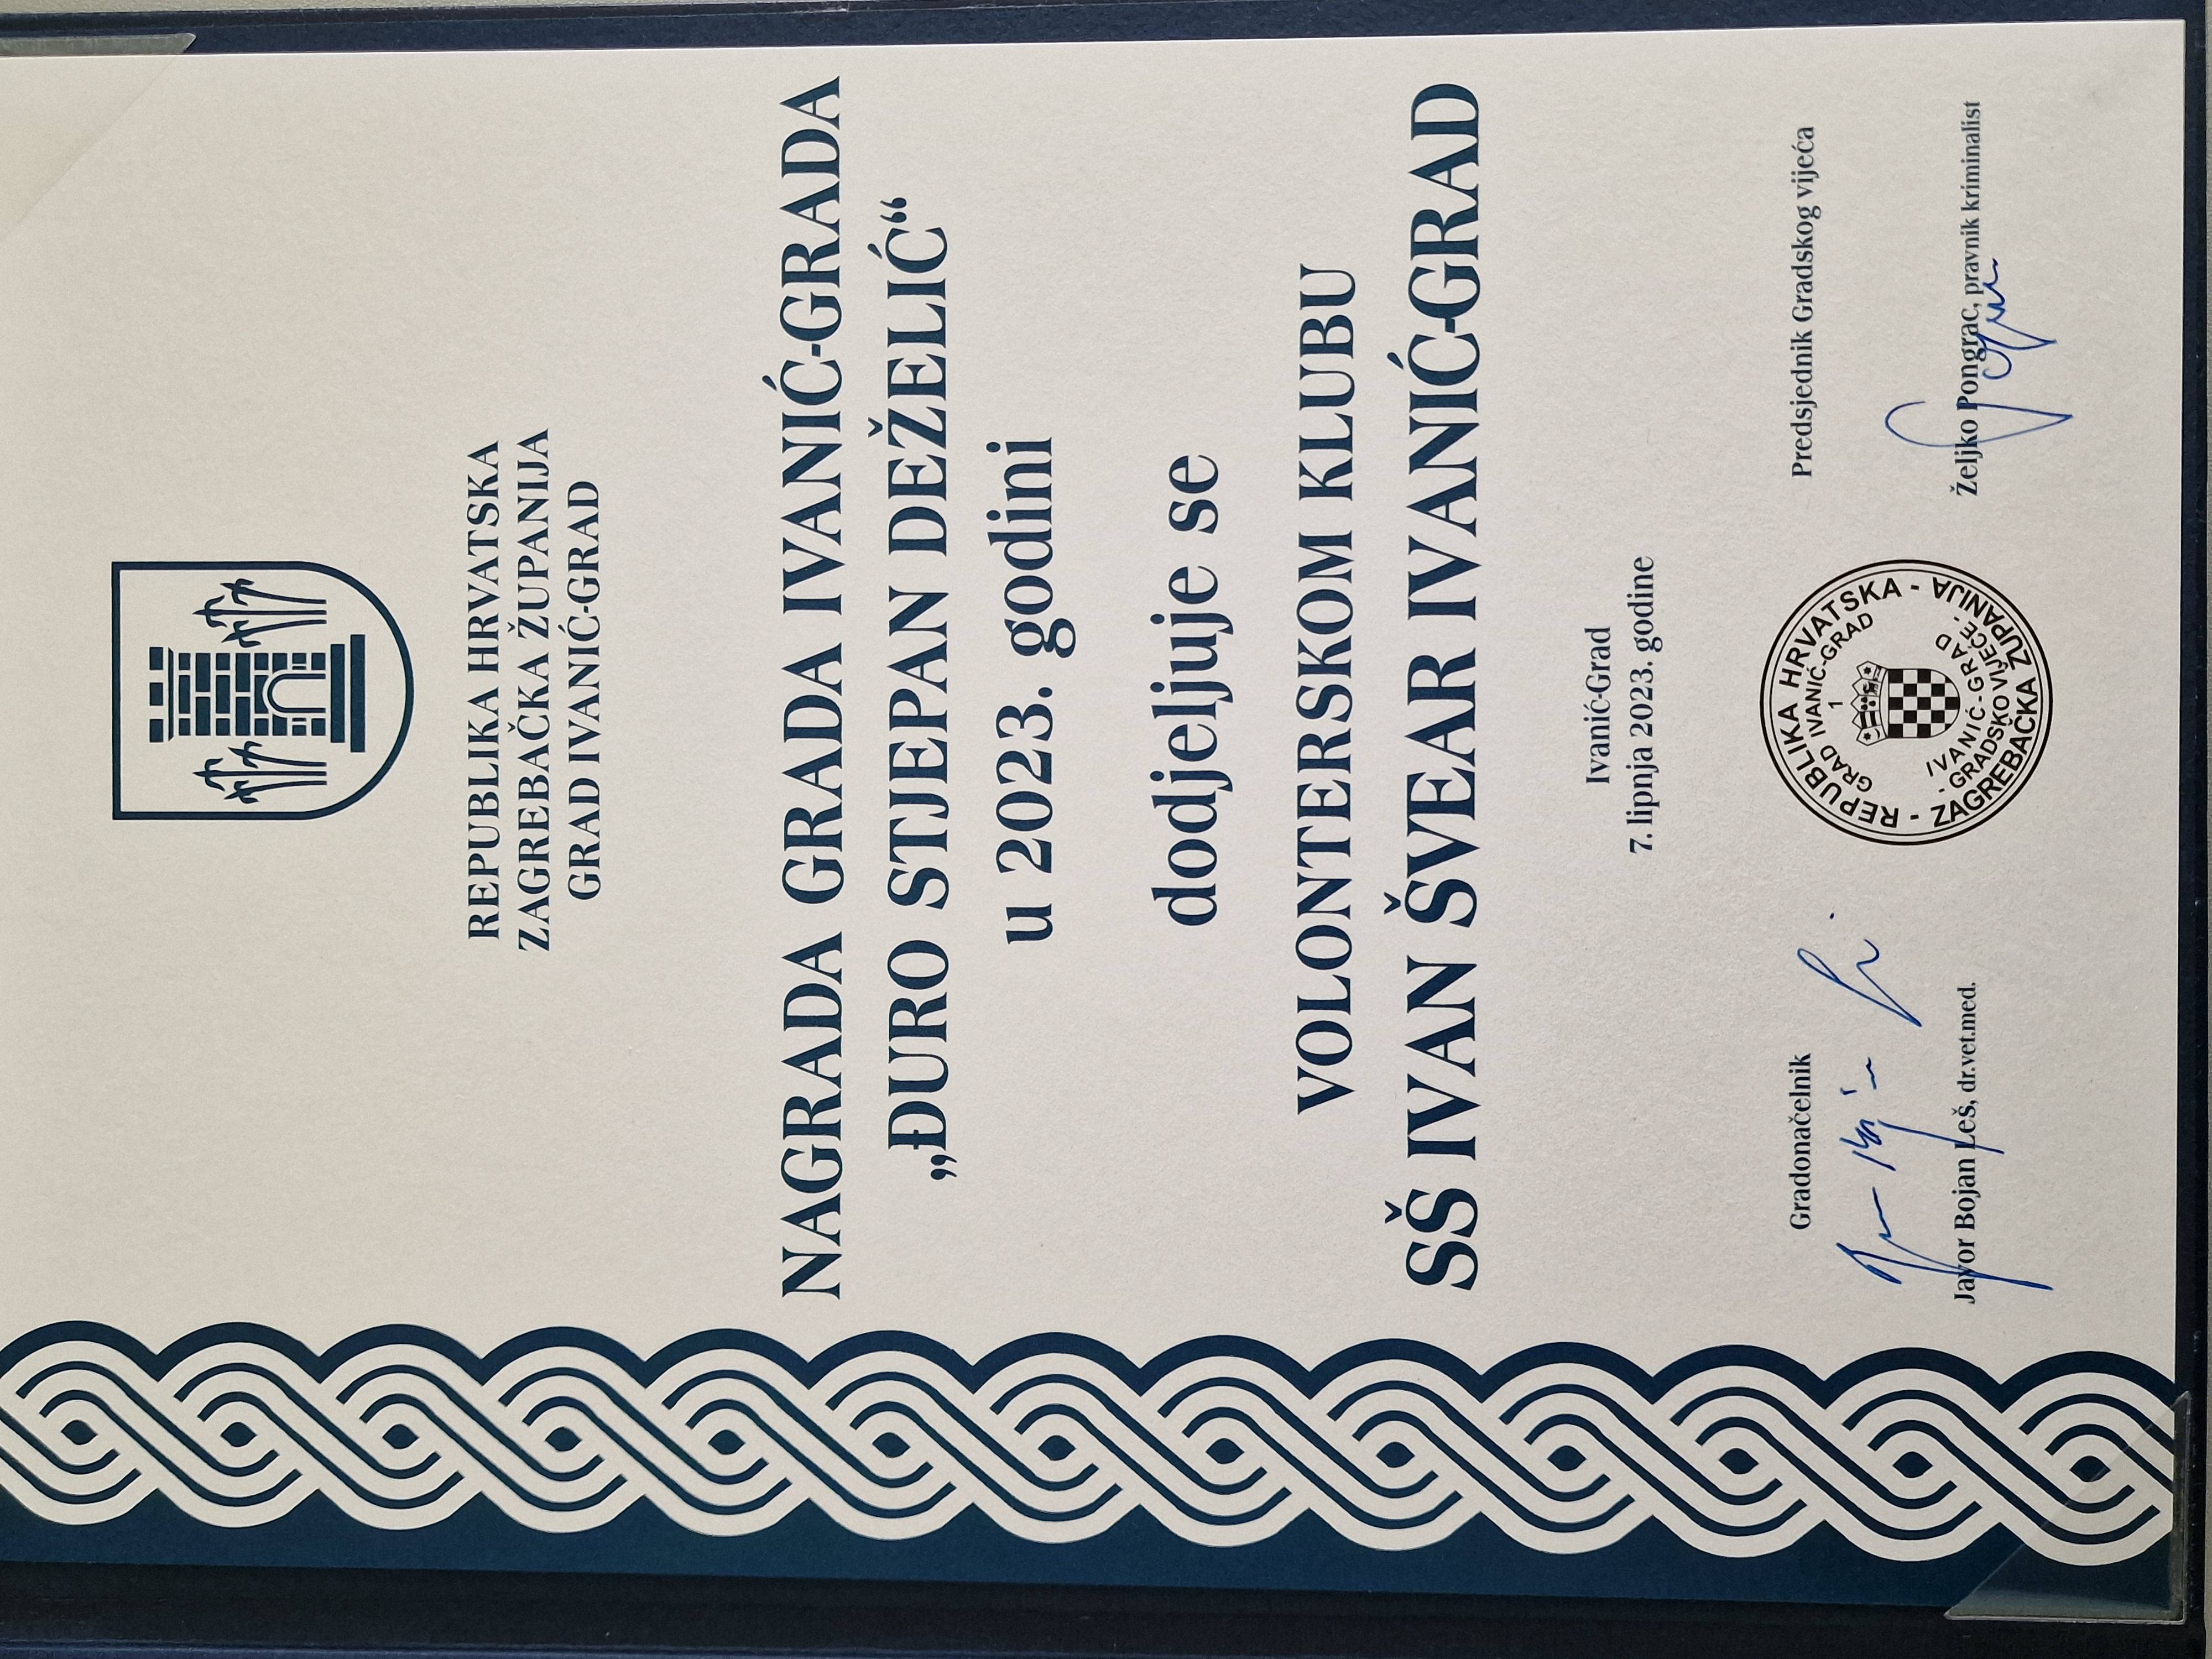 REPUBLIKA HRVATSKA
ZAGREBAČKA ŽUPANIJA
GRAD IVANIĆ-GRAD
NAGRADA GRADA IVANIĆ-GRADA
„ĐURO STJEPAN DEŽELIĆ“
u 2023. godini
dodjeljuje se
VOLONTERSKOM KLUBU
SŠ IVAN ŠVEAR IVANIĆ-GRAD
Ivanić-Grad
7. lipnja 2023. godine
Gradonačelnik
Javor Bojan Leš, dr.vet.med.
REPUBLIKA HRVATSKA - ZAGREBAČKA ŽUPANIJA -
GRAD IVANIĆ-GRAD
1
IVANIĆ-GRAD
- GRADSKO VIJEĆE -
Predsjednik Gradskog vijeća
Željko Pongrac, pravnik kriminalist